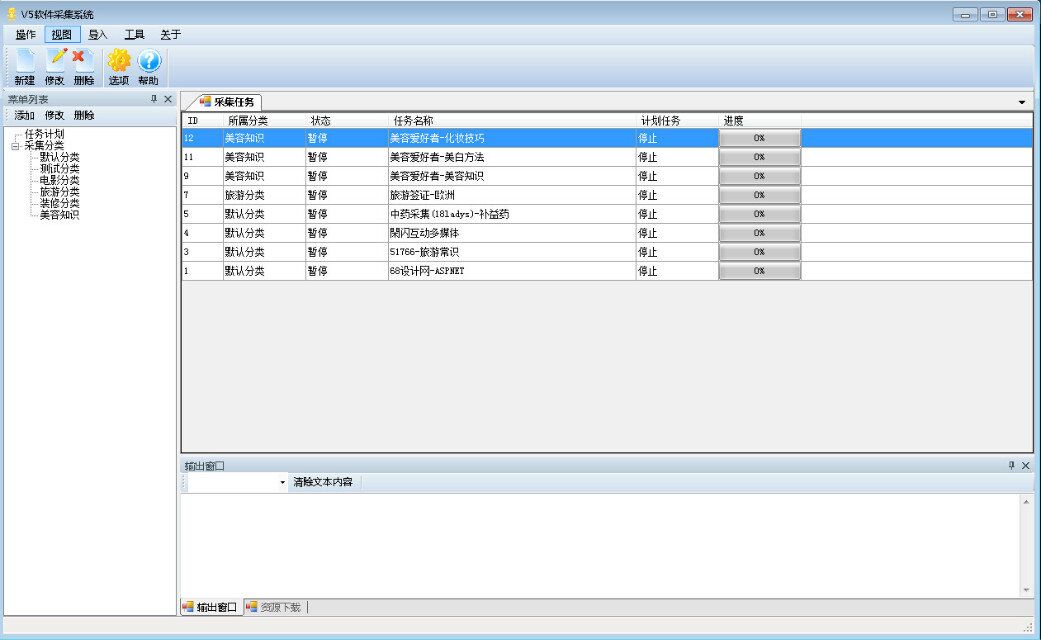 V5软件采集系统
操作 视图 导入 工具 关于
新建 修改 删除 选项 帮助
菜单列表
添加 修改 删除
任务计划
采集分类
默认分类
测试分类
电影分类
旅游分类
装修分类
美容知识
采集任务
ID 所属分类 状态 任务名称 计划任务 进度
12 美容知识 暂停 美容爱好者-化妆技巧 停止 0%
11 美容知识 暂停 美容爱好者-美白方法 停止 0%
9 美容知识 暂停 美容爱好者-美容知识 停止 0%
7 旅游分类 暂停 旅游签证-欧洲 停止 0%
5 默认分类 暂停 中药采集(18ladys)-补益药 停止 0%
4 默认分类 暂停 閖闪互动多媒体 停止 0%
3 默认分类 暂停 51766-旅游常识 停止 0%
1 默认分类 暂停 68设计网-ASPNET 停止 0%
输出窗口
清除文本内容
输出窗口 资源下载